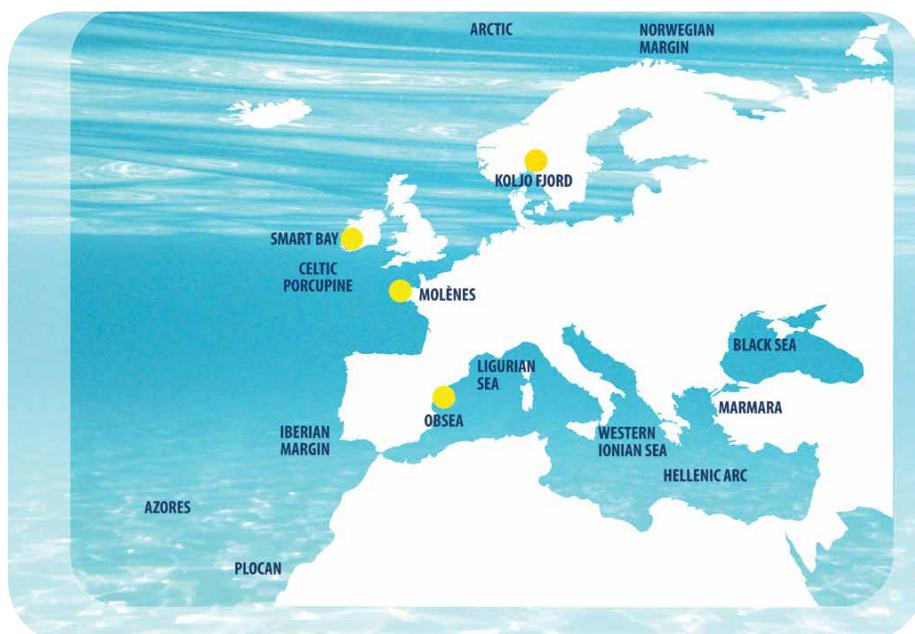 ARCTIC
NORWEGIAN
MARGIN
KOLJO FJORD
SMART BAY
CELTIC
PORCUPINE
MOLÈNES
BLACK SEA
LIGURIAN
SEA
MARMARA
OBSEA
IBERIAN
MARGIN
WESTERN
IONIAN SEA
HELLENIC ARC
AZORES
PLOCAN